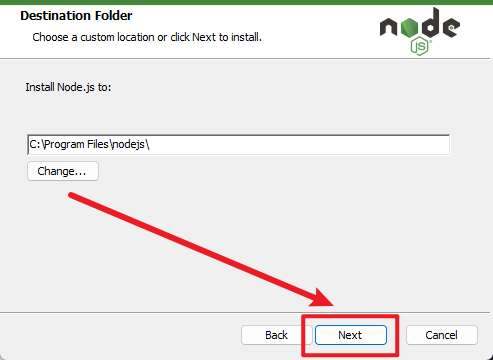 Destination Folder
Choose a custom location or click Next to install.
node
JS
Install Node.js to:
C:\Program Files\nodejs\
Change...
Back
Next
Cancel